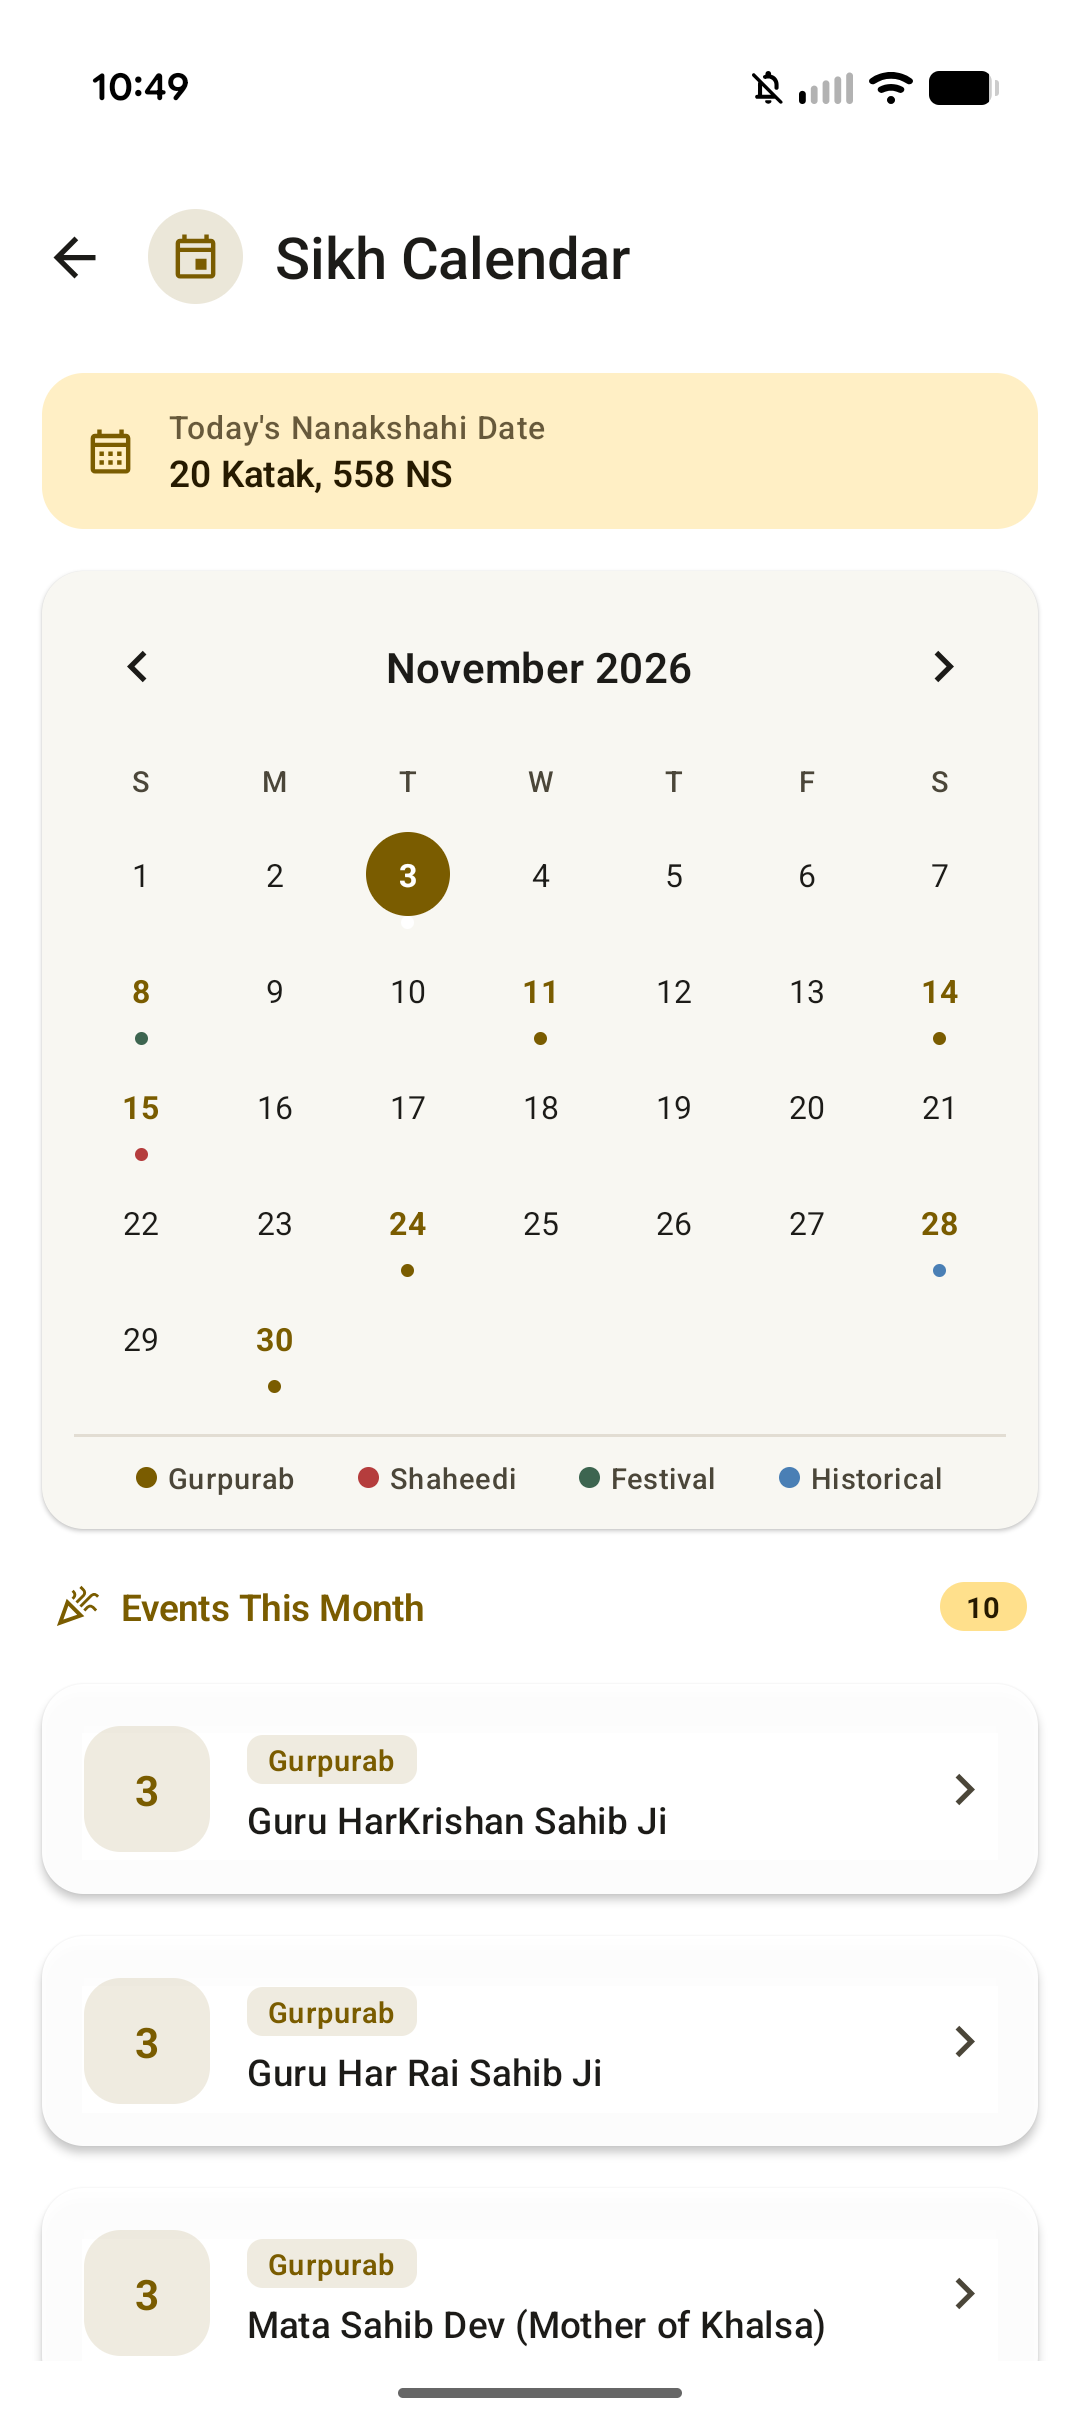 10:49
Sikh Calendar
Today's Nanakshahi Date
20 Katak, 558 NS
November 2026
S M T W T F S
1 2 3 4 5 6 7
8 9 10 11 12 13 14
15 16 17 18 19 20 21
22 23 24 25 26 27 28
29 30
Gurpurab Shaheedi Festival Historical
Events This Month 10
Gurpurab
3
Guru HarKrishan Sahib Ji
Gurpurab
3
Guru Har Rai Sahib Ji
Gurpurab
3
Mata Sahib Dev (Mother of Khalsa)